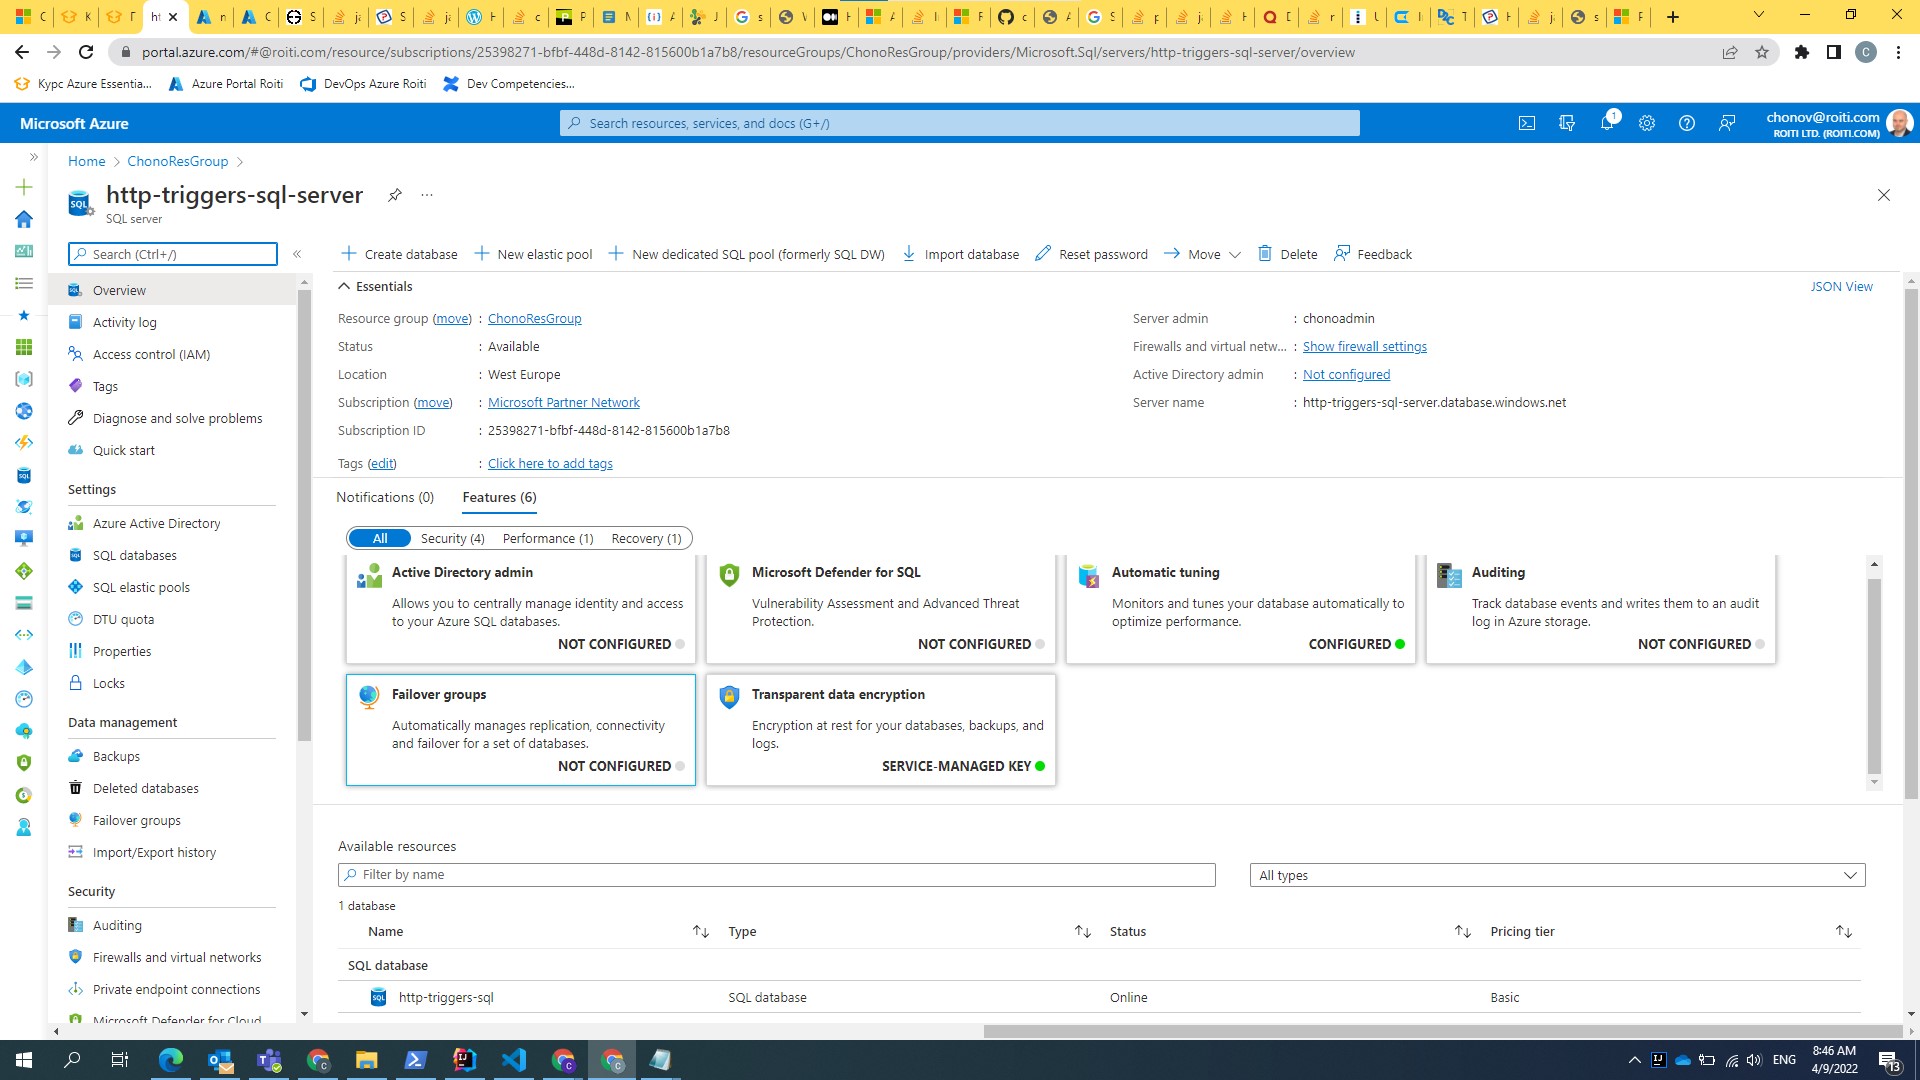 portal.azure.com/#@roiti.com/resource/subscriptions/25398271-bfbf-448d-8142-815600b1a7b8/resourceGroups/ChonoResGroup/providers/Microsoft.Sql/servers/http-triggers-sql-server/overview
Курс Azure Essentia...
Azure Portal Roiti
DevOps Azure Roiti
Dev Competencies...
Microsoft Azure
Search resources, services, and docs (G+/)
1
chonov@roiti.com
ROITI LTD. (ROITI.COM)
Home
ChonoResGroup
http-triggers-sql-server
SQL server
Search (Ctrl+/)
Create database
New elastic pool
New dedicated SQL pool (formerly SQL DW)
Import database
Reset password
Move
Delete
Feedback
Overview
Activity log
Access control (IAM)
Tags
Diagnose and solve problems
Quick start
Settings
Azure Active Directory
SQL databases
SQL elastic pools
DTU quota
Properties
Locks
Data management
Backups
Deleted databases
Failover groups
Import/Export history
Security
Auditing
Firewalls and virtual networks
Private endpoint connections
Microsoft Defender for Cloud
Essentials
JSON View
Resource group (move) : ChonoResGroup
Status : Available
Location : West Europe
Subscription (move) : Microsoft Partner Network
Subscription ID : 25398271-bfbf-448d-8142-815600b1a7b8
Tags (edit) : Click here to add tags
Server admin : chonoadmin
Firewalls and virtual netw... : Show firewall settings
Active Directory admin : Not configured
Server name : http-triggers-sql-server.database.windows.net
Notifications (0)
Features (6)
All
Security (4)
Performance (1)
Recovery (1)
Active Directory admin
Allows you to centrally manage identity and access
to your Azure SQL databases.
NOT CONFIGURED
Microsoft Defender for SQL
Vulnerability Assessment and Advanced Threat
Protection.
NOT CONFIGURED
Automatic tuning
Monitors and tunes your database automatically to
optimize performance.
CONFIGURED
Auditing
Track database events and writes them to an audit
log in Azure storage.
NOT CONFIGURED
Failover groups
Automatically manages replication, connectivity
and failover for a set of databases.
NOT CONFIGURED
Transparent data encryption
Encryption at rest for your databases, backups, and
logs.
SERVICE-MANAGED KEY
Available resources
Filter by name
All types
1 database
Name
Type
Status
Pricing tier
SQL database
http-triggers-sql
SQL database
Online
Basic
ENG
8:46 AM
4/9/2022
13